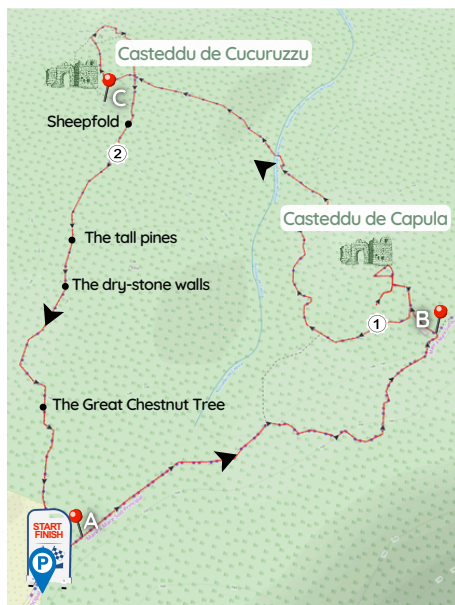 Casteddu de Cucuruzzu
C
Sheepfold
2
Casteddu de Capula
The tall pines
The dry-stone walls
1
B
The Great Chestnut Tree
A
START
FINISH
P